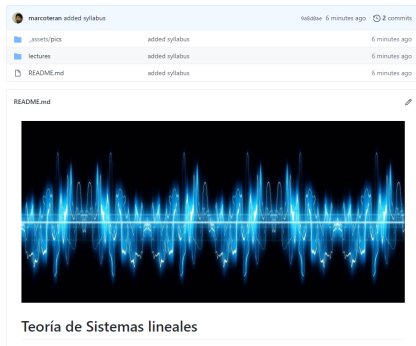 marcoteran added syllabus 6 minutes ago 2 commits
_assets/pics added syllabus 6 minutes ago
lectures added syllabus 6 minutes ago
README.md added syllabus 6 minutes ago
README.md
Teoría de Sistemas lineales